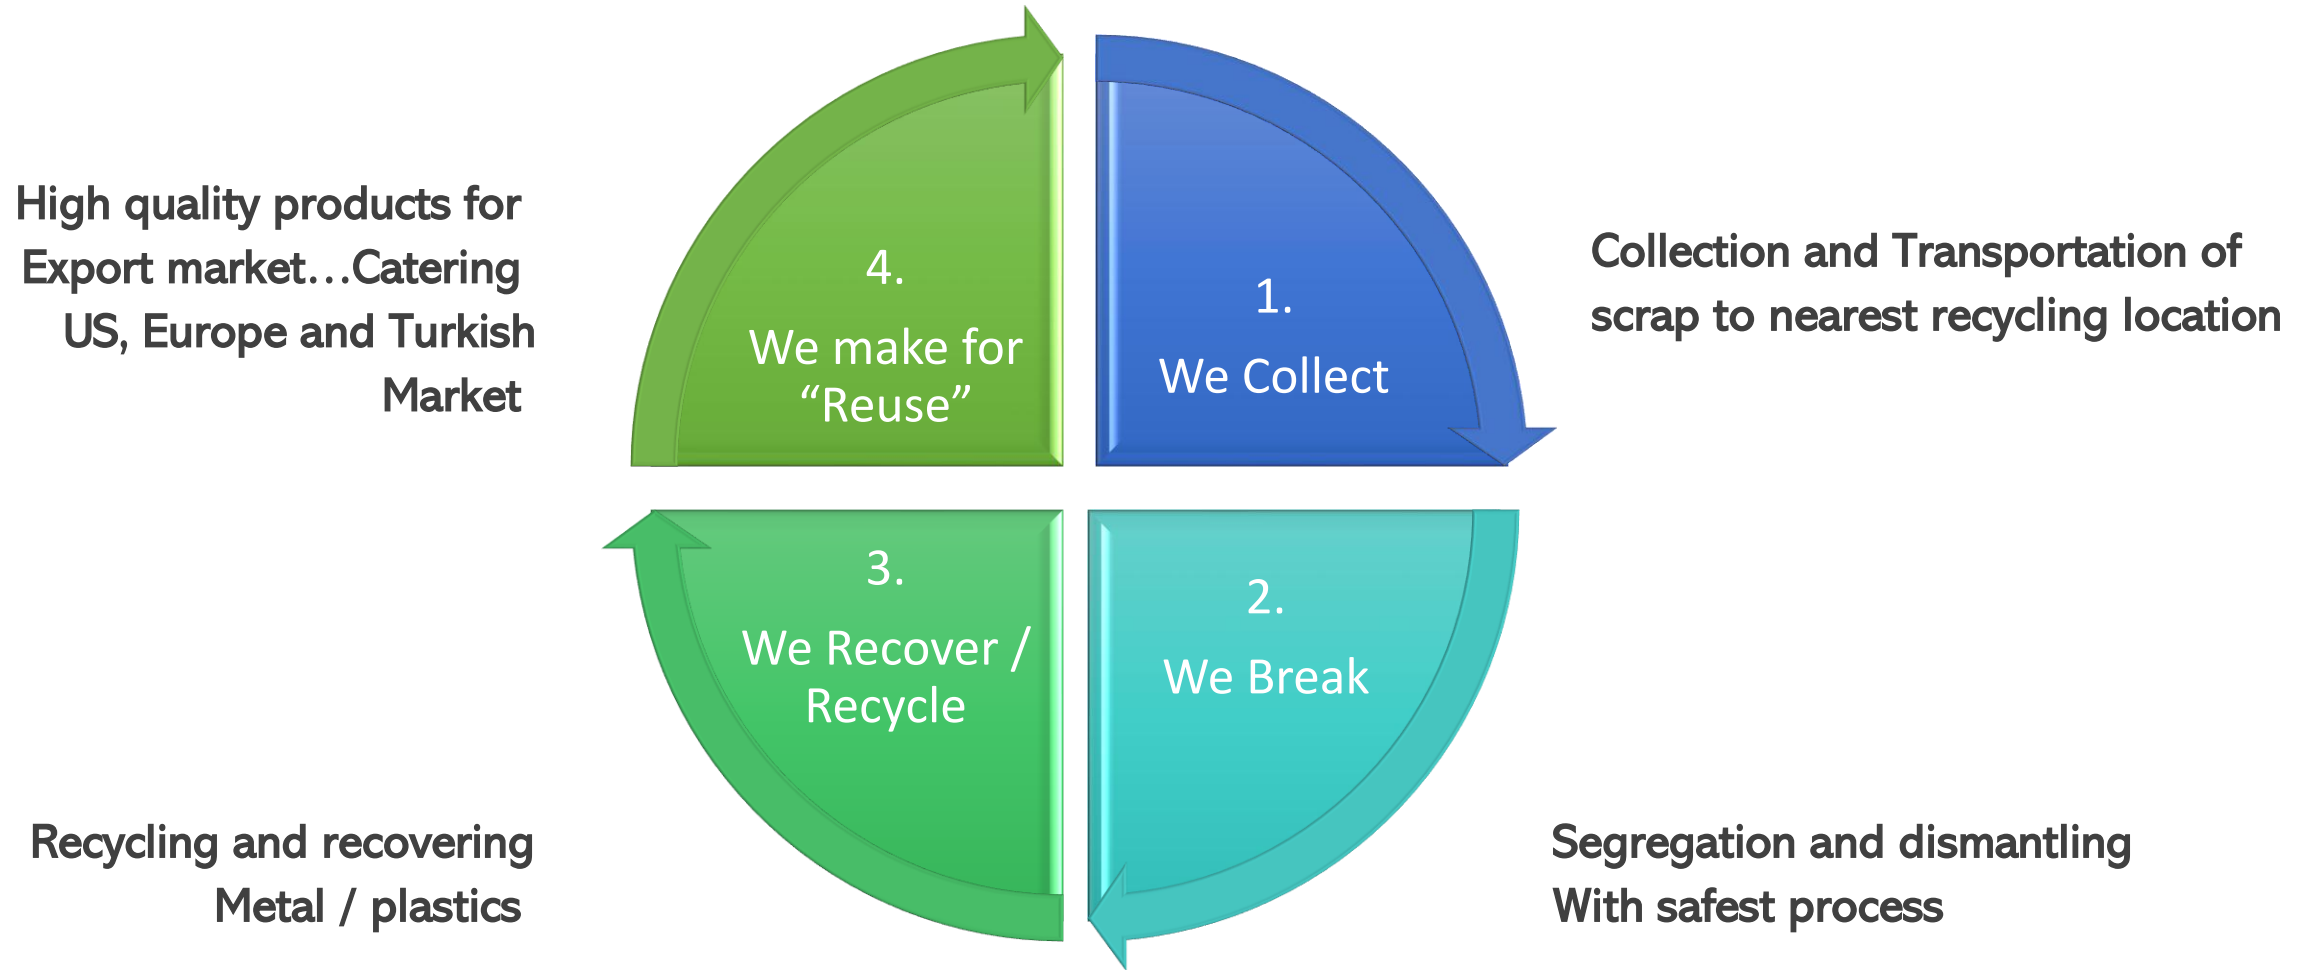 1.
We Collect
Collection and Transportation of
scrap to nearest recycling location
2.
We Break
Segregation and dismantling
With safest process
3.
We Recover /
Recycle
Recycling and recovering
Metal / plastics
4.
We make for
“Reuse”
High quality products for
Export market…Catering
US, Europe and Turkish
Market